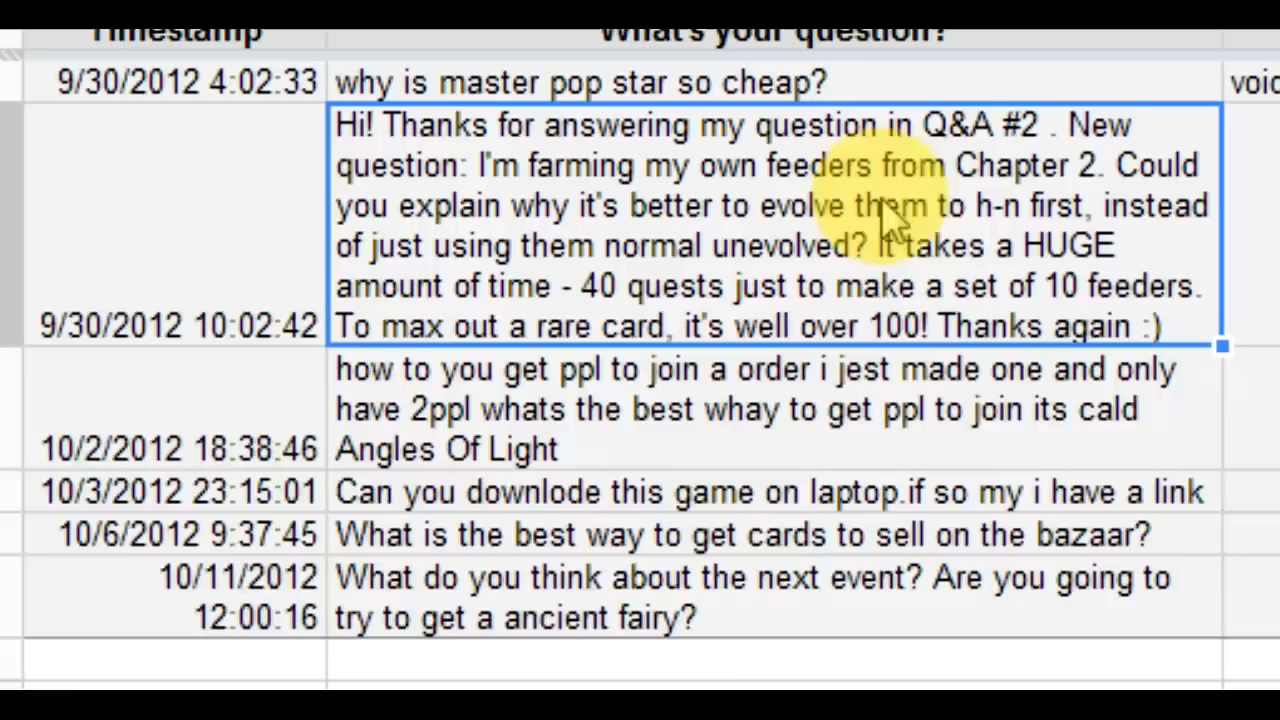 Timestamp What's your question?
9/30/2012 4:02:33 why is master pop star so cheap?
Hi! Thanks for answering my question in Q&A #2 . New
question: I'm farming my own feeders from Chapter 2. Could
you explain why it's better to evolve them to h-n first, instead
of just using them normal unevolved? It takes a HUGE
amount of time - 40 quests just to make a set of 10 feeders.
9/30/2012 10:02:42 To max out a rare card, it's well over 100! Thanks again :)
how to you get ppl to join a order i jest made one and only
have 2ppl whats the best whay to get ppl to join its cald
10/2/2012 18:38:46 Angles Of Light
10/3/2012 23:15:01 Can you downlode this game on laptop.if so my i have a link
10/6/2012 9:37:45 What is the best way to get cards to sell on the bazaar?
10/11/2012 What do you think about the next event? Are you going to
12:00:16 try to get a ancient fairy?